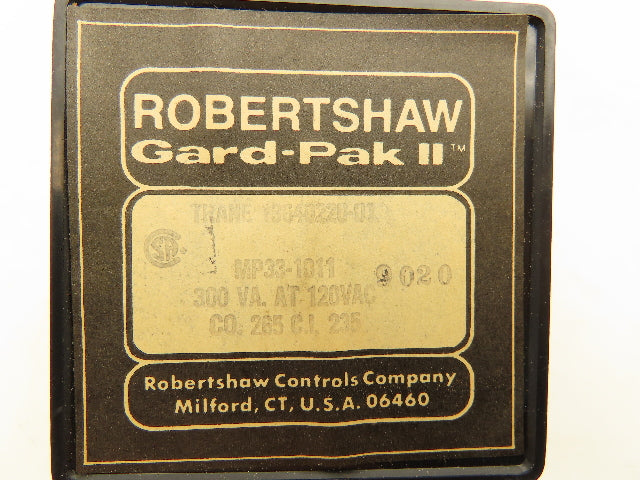 ROBERTSHAW
Gard-Pak II™
TRANE
SA
MP33-1011 9020
300 VA. AT 120VAC
CO. 265 C.I. 235
Robertshaw Controls Company
Milford, CT, U.S.A. 06460